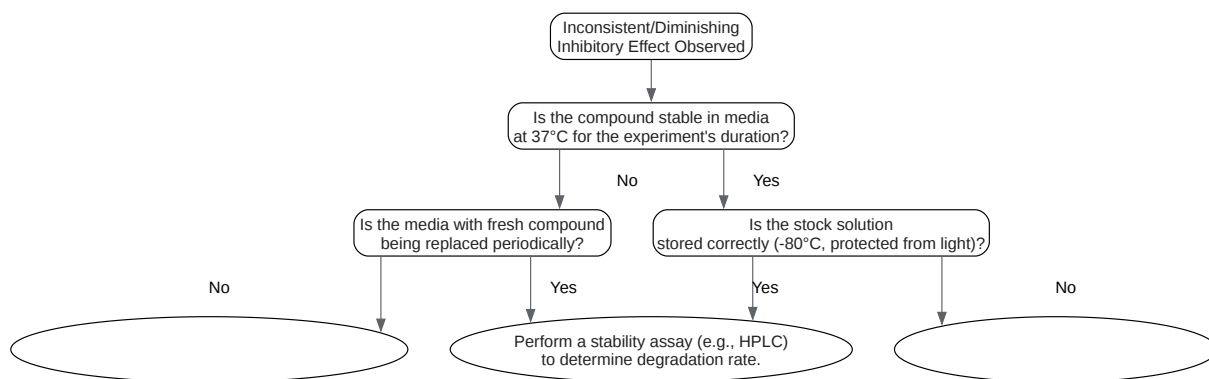 Inconsistent/Diminishing
Inhibitory Effect Observed
Is the compound stable in media
at 37°C for the experiment's duration?
No
Yes
Is the media with fresh compound
being replaced periodically?
Is the stock solution
stored correctly (-80°C, protected from light)?
No
Yes
Yes
No
Perform a stability assay (e.g., HPLC)
to determine degradation rate.